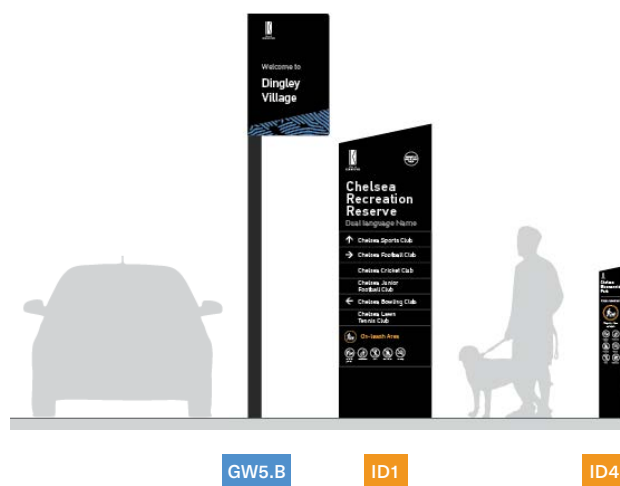 Welcome to
Dingley
Village
Chelsea
Recreation
Reserve
Dual language Name
Chelsea Sports Club
Chelsea Football Club
Chelsea Cricket Club
Chelsea Junior
Football Club
Chelsea Bowling Club
Chelsea Lawn
Tennis Club
On-leash Area
GW5.B
ID1
ID4